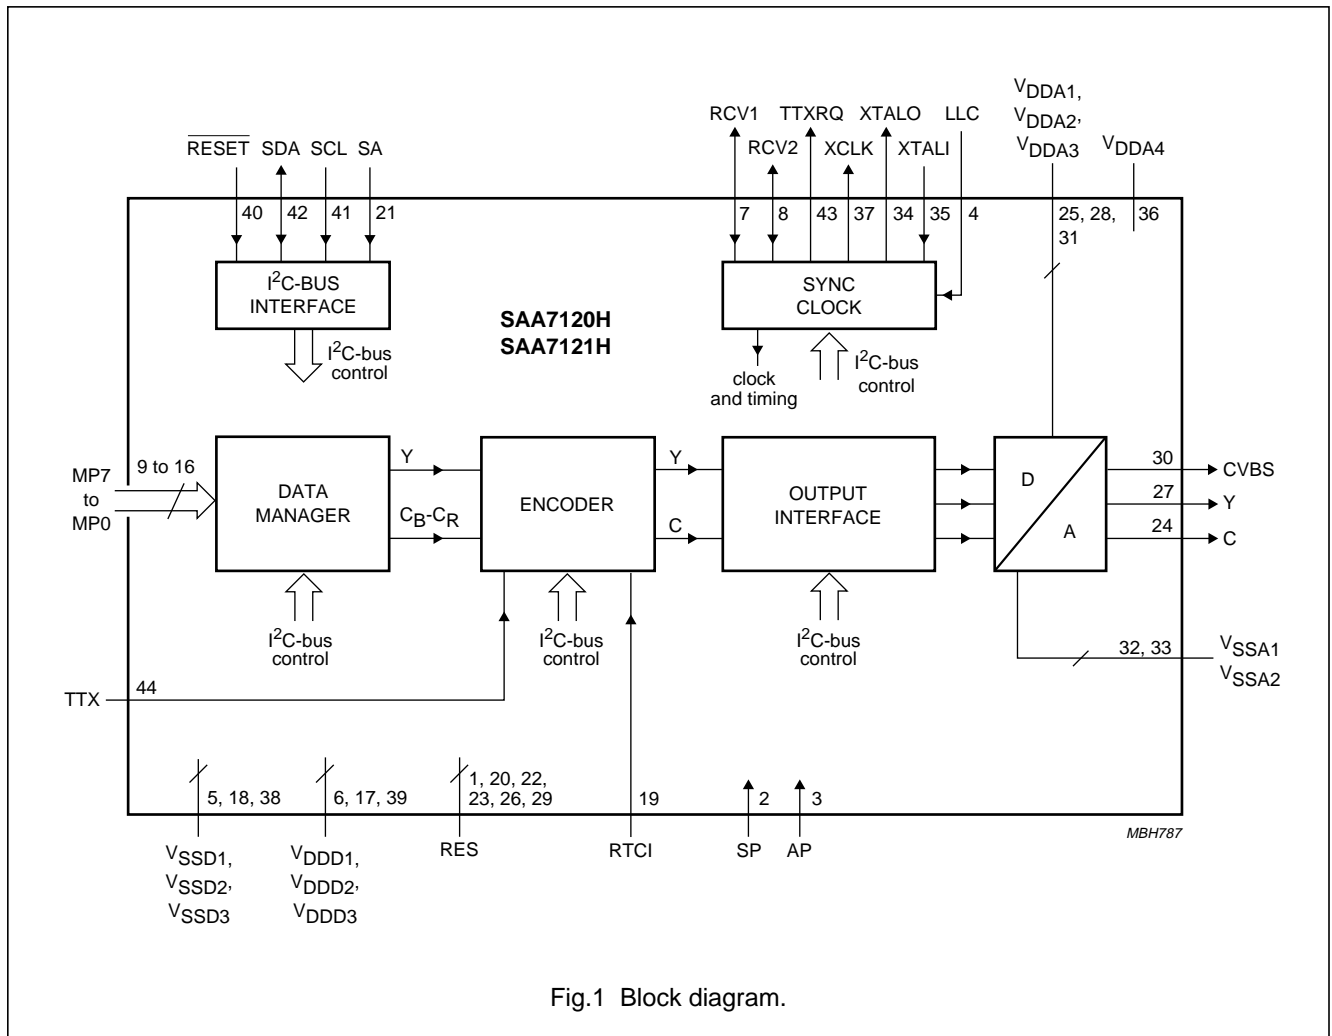 VDDA1,
VDDA2,
VDDA3
VDDA4
RCV1 TTXRQ XTALO LLC
RCV2 XCLK XTALI
RESET SDA SCL SA
40 42 41 21
7 8 43 37 34 35 4
25, 28,
31
36
I2C-BUS
INTERFACE
I2C-bus
control
SAA7120H
SAA7121H
SYNC
CLOCK
clock
and timing
I2C-bus
control
MP7
to
MP0
9 to 16
DATA
MANAGER
Y
CB-CR
ENCODER
Y
C
OUTPUT
INTERFACE
D
A
30 CVBS
27 Y
24 C
I2C-bus
control
I2C-bus
control
I2C-bus
control
32, 33
VSSA1
VSSA2
TTX 44
5, 18, 38
6, 17, 39
1, 20, 22,
23, 26, 29
19
2
3
VSSD1,
VSSD2,
VSSD3
VDDD1,
VDDD2,
VDDD3
RES
RTCI
SP
AP
MBH787
Fig.1 Block diagram.